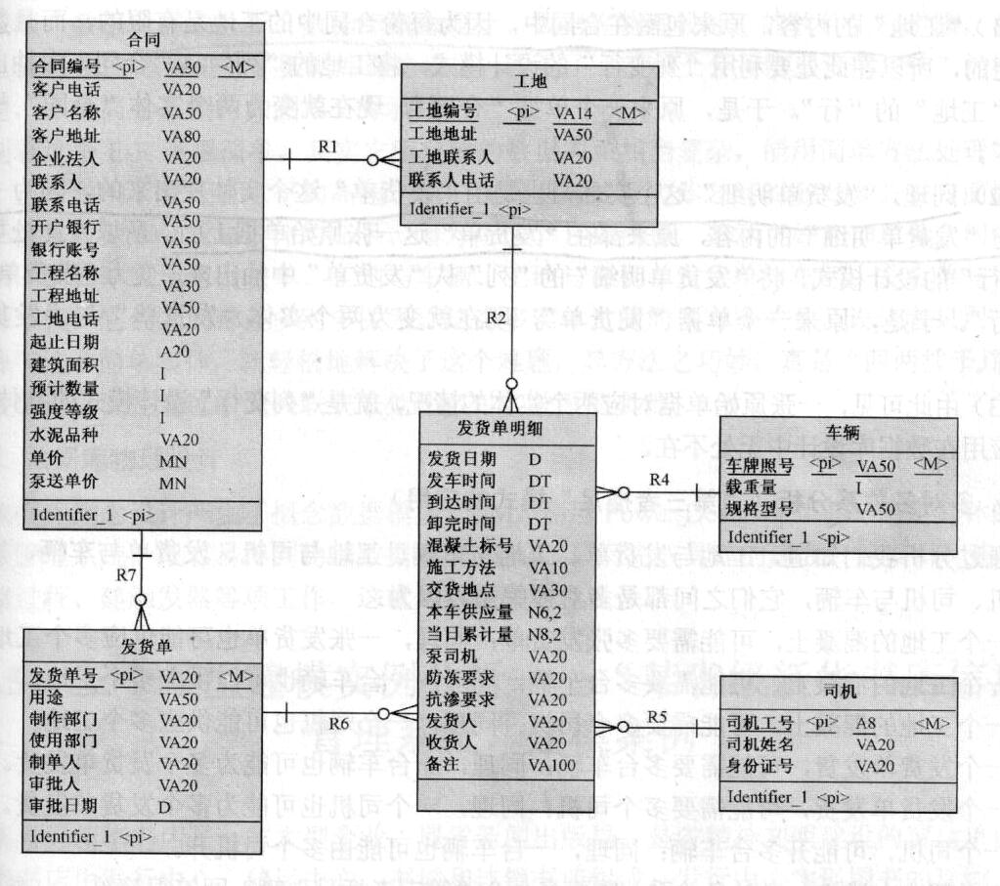 合同
合同编号 <pi> VA30 <M>
客户电话 VA20
客户名称 VA50
客户地址 VA80
企业法人 VA20
联系人 VA20
联系电话 VA50
开户银行 VA50
银行账号 VA50
工程名称 VA50
工程地址 VA30
工地电话 VA50
起止日期 VA20
建筑面积 A20
预计数量 I
强度等级 I
水泥品种 VA20
单价 MN
泵送单价 MN
Identifier_1 <pi>
R1
工地
工地编号 <pi> VA14 <M>
工地地址 VA50
工地联系人 VA20
联系人电话 VA20
Identifier_1 <pi>
R2
发货单明细
发货日期 D
发车时间 DT
到达时间 DT
卸完时间 DT
混凝土标号 VA20
施工方法 VA10
交货地点 VA30
本车供应量 N6,2
当日累计量 N8,2
泵司机 VA20
防冻要求 VA20
抗渗要求 VA20
发货人 VA20
收货人 VA20
备注 VA100
R4
车辆
车牌照号 <pi> VA50 <M>
载重量 I
规格型号 VA50
Identifier_1 <pi>
R7
发货单
发货单号 <pi> VA20 <M>
用途 VA50
制作部门 VA20
使用部门 VA20
制单人 VA20
审批人 VA20
审批日期 D
Identifier_1 <pi>
R6
R5
司机
司机工号 <pi> A8 <M>
司机姓名 VA20
身份证号 VA20
Identifier_1 <pi>